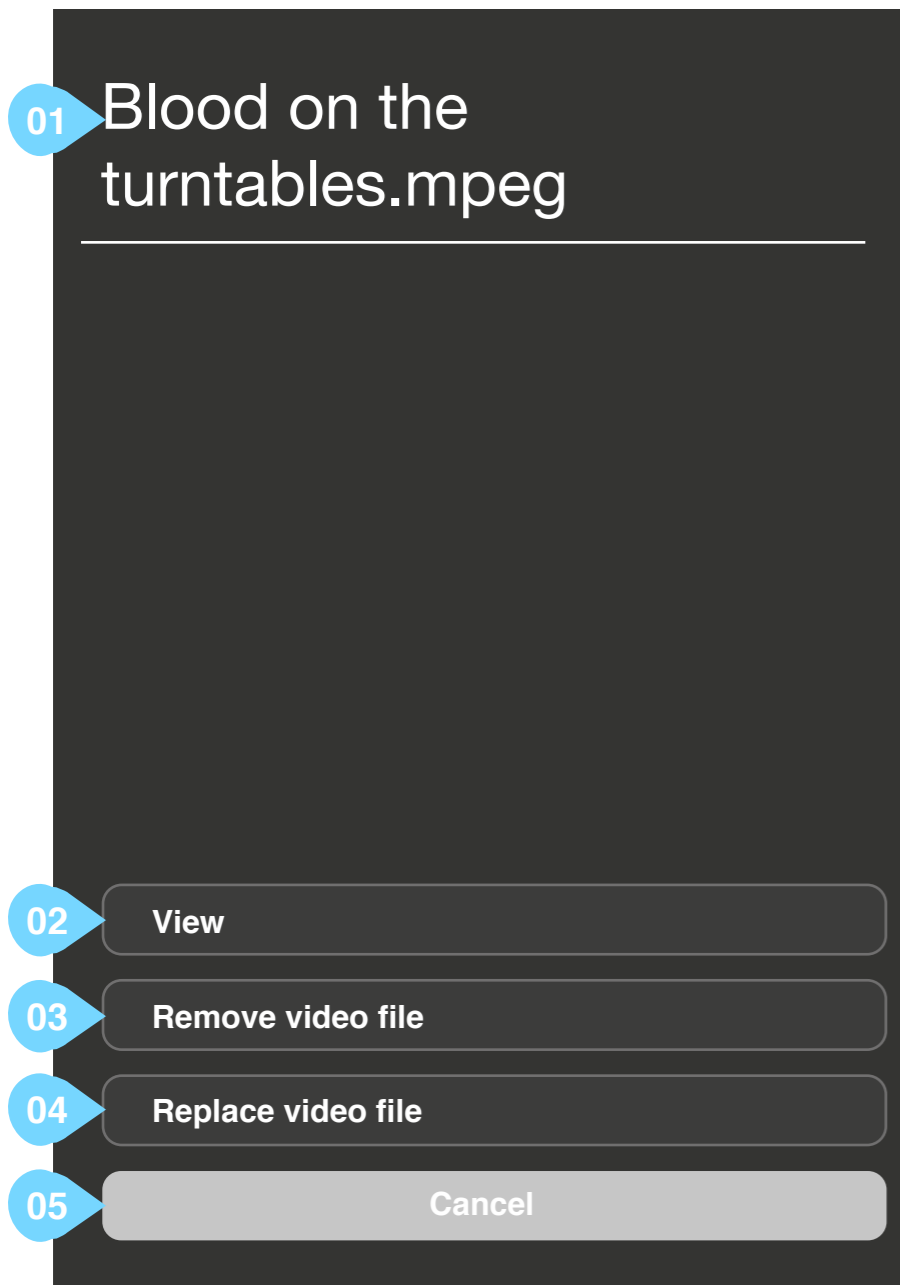 01 Blood on the
turntables.mpeg
02 View
03 Remove video file
04 Replace video file
05 Cancel